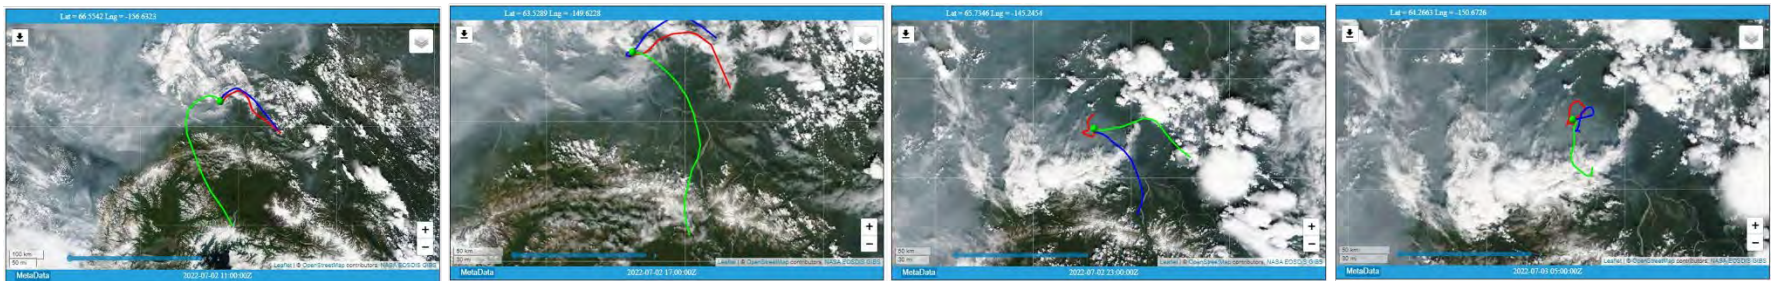 Lat = 66.5542 Lng = -156.6323
+
−
100 km
50 mi
Leaflet | © OpenStreetMap contributors, NASA EOSDIS GIBS
MetaData
2022-07-02 11:00:00Z
Lat = 63.5289 Lng = -149.6228
+
−
50 km
30 mi
Leaflet | © OpenStreetMap contributors, NASA EOSDIS GIBS
MetaData
2022-07-02 17:00:00Z
Lat = 65.7346 Lng = -145.2454
+
−
50 km
30 mi
Leaflet | © OpenStreetMap contributors, NASA EOSDIS GIBS
MetaData
2022-07-02 23:00:00Z
Lat = 64.2663 Lng = -150.6726
+
−
50 km
30 mi
Leaflet | © OpenStreetMap contributors, NASA EOSDIS GIBS
MetaData
2022-07-03 05:00:00Z